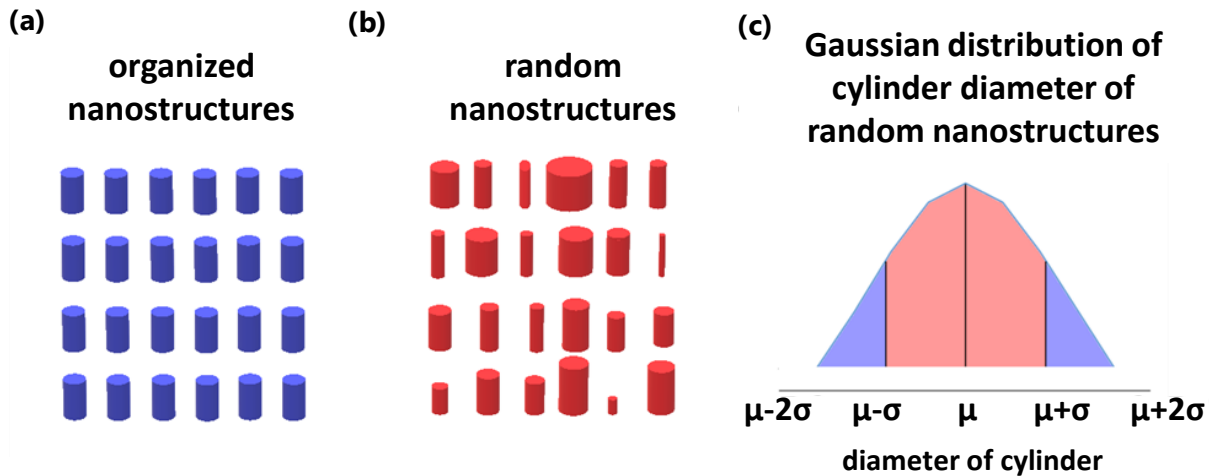 (a)
organized
nanostructures
(b)
random
nanostructures
(c)
Gaussian distribution of
cylinder diameter of
random nanostructures
μ-2σ μ-σ μ μ+σ μ+2σ
diameter of cylinder